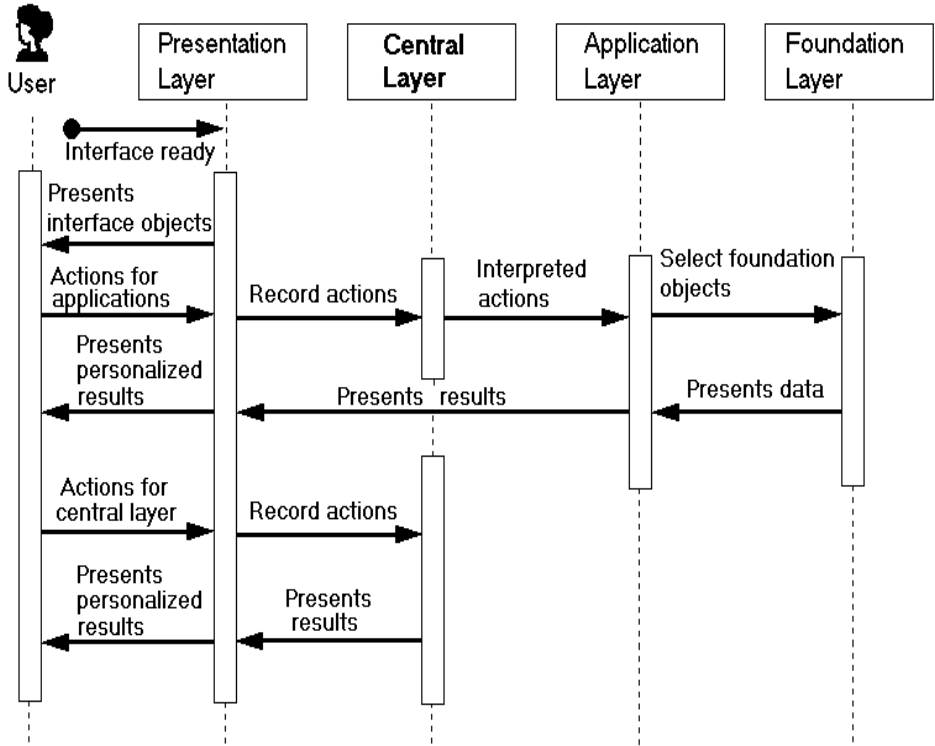 User
Presentation
Layer
Central
Layer
Application
Layer
Foundation
Layer
Interface ready
Presents
interface objects
Actions for
applications
Record actions
Interpreted
actions
Select foundation
objects
Presents
personalized
results
Presents results
Presents data
Actions for
central layer
Record actions
Presents
personalized
results
Presents
results